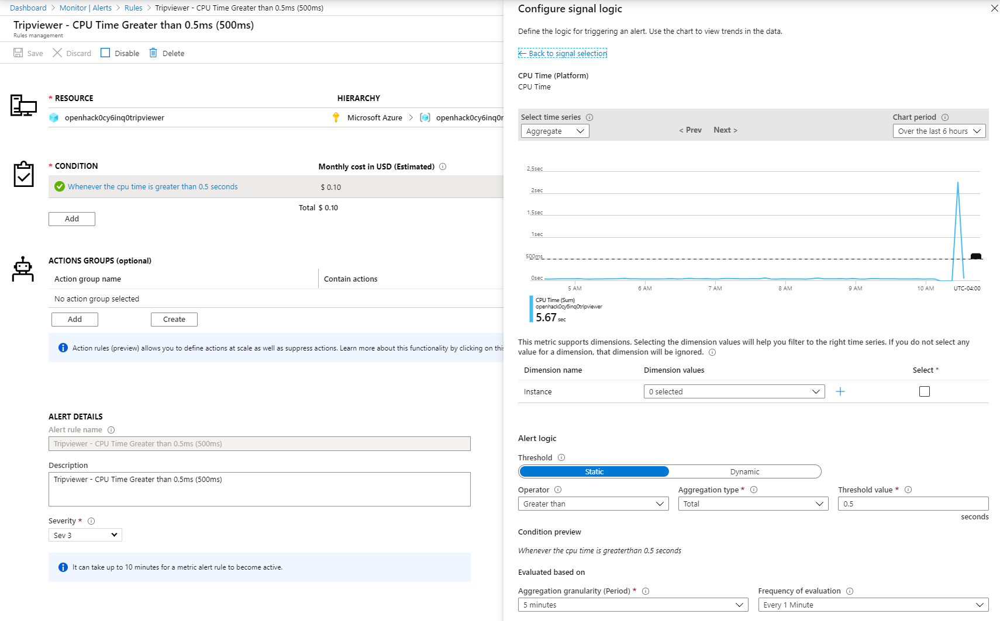 Dashboard > Monitor | Alerts > Rules > Tripviewer - CPU Time Greater than 0.5ms (500ms)
Tripviewer - CPU Time Greater than 0.5ms (500ms)
Rules management
Save Discard Disable Delete
* RESOURCE HIERARCHY
openhack0cy6inq0tripviewer Microsoft Azure > openhack0cy6inq0r
* CONDITION Monthly cost in USD (Estimated)
Whenever the cpu time is greater than 0.5 seconds $ 0.10
Total $ 0.10
Add
ACTIONS GROUPS (optional)
Action group name Contain actions
No action group selected
Add Create
Action rules (preview) allows you to define actions at scale as well as suppress actions. Learn more about this functionality by clicking on this
ALERT DETAILS
Alert rule name
Tripviewer - CPU Time Greater than 0.5ms (500ms)
Description
Tripviewer - CPU Time Greater than 0.5ms (500ms)
Severity *
Sev 3
It can take up to 10 minutes for a metric alert rule to become active.
Configure signal logic
Define the logic for triggering an alert. Use the chart to view trends in the data.
← Back to signal selection
CPU Time (Platform)
CPU Time
Select time series Chart period
Aggregate < Prev Next > Over the last 6 hours
2.5sec
2sec
1.5sec
1sec
500ms
0sec
5 AM 6 AM 7 AM 8 AM 9 AM 10 AM UTC-04:00
CPU Time (Sum)
openhack0cy6inq0tripviewer
5.67 sec
This metric supports dimensions. Selecting the dimension values will help you filter to the right time series. If you do not select any
value for a dimension, that dimension will be ignored.
Dimension name Dimension values Select *
Instance 0 selected
Alert logic
Threshold
Static Dynamic
Operator Aggregation type * Threshold value *
Greater than Total 0.5
seconds
Condition preview
Whenever the cpu time is greaterthan 0.5 seconds
Evaluated based on
Aggregation granularity (Period) * Frequency of evaluation
5 minutes Every 1 Minute